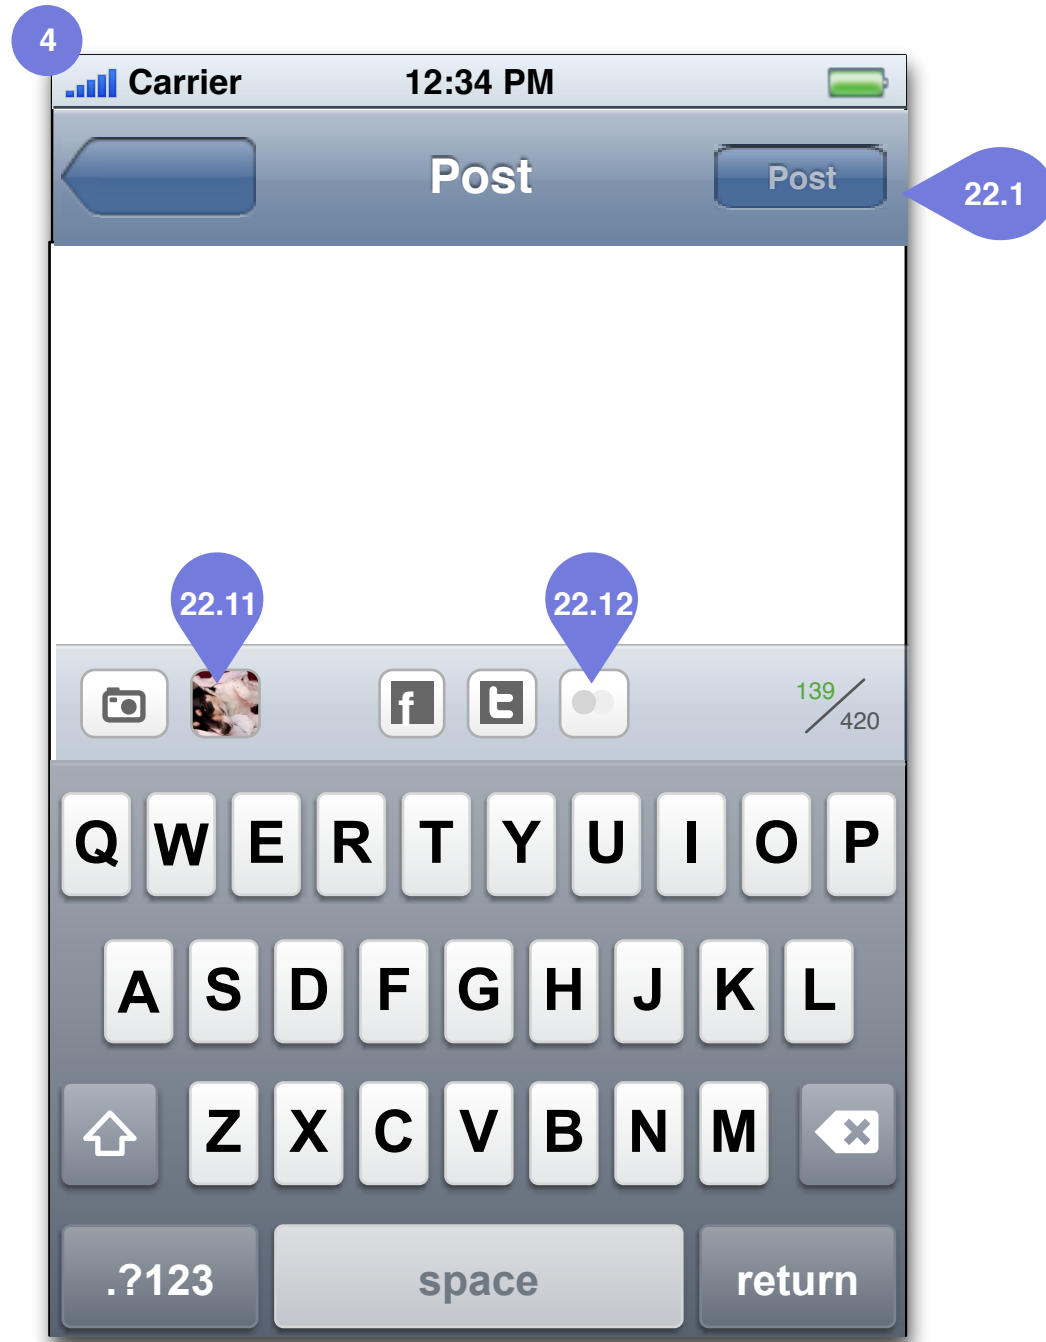 4
Carrier 12:34 PM
Post Post
22.1
22.11 22.12
f t 139/420
Q W E R T Y U I O P
A S D F G H J K L
Z X C V B N M
.?123 space return